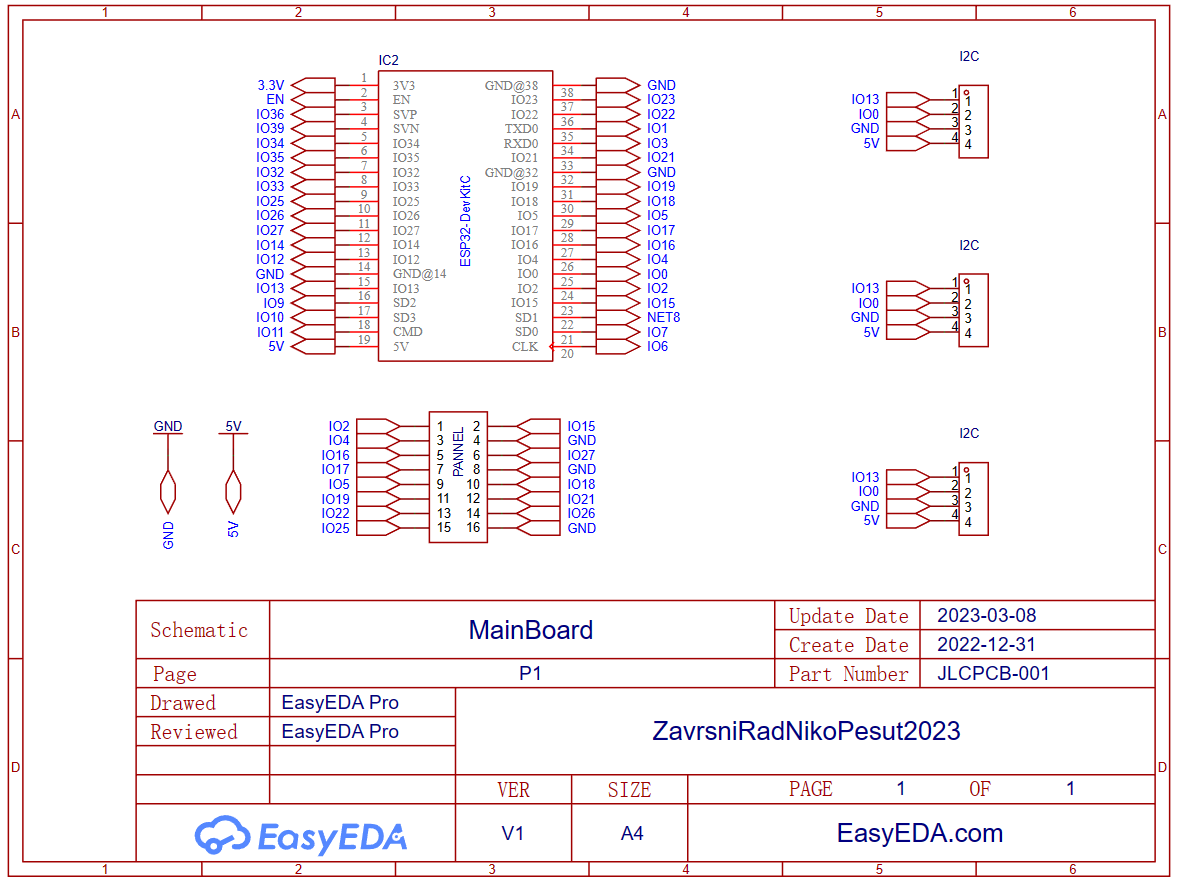 1 2 3 4 5 6
IC2
I2C
3.3V 1 3V3 GND@38 38 GND
EN 2 EN IO23 37 IO23
IO36 3 SVP IO22 36 IO22
IO39 4 SVN TXD0 35 IO1
IO34 5 IO34 RXD0 34 IO3
IO35 6 IO35 IO21 33 IO21
IO32 7 IO32 GND@32 32 GND
IO33 8 IO33 IO19 31 IO19
IO25 9 IO25 IO18 30 IO18
IO26 10 IO26 IO5 29 IO5
IO27 11 IO27 IO17 28 IO17
IO14 12 IO14 IO16 27 IO16
IO12 13 IO12 IO4 26 IO4
GND 14 GND@14 IO0 25 IO0
IO13 15 IO13 IO2 24 IO2
IO9 16 SD2 IO15 23 IO15
IO10 17 SD3 SD1 22 NET8
IO11 18 CMD SD0 21 IO7
5V 19 5V CLK 20 IO6
ESP32-DevKitC
IO13 1 1
IO0 2 2
GND 3 3
5V 4 4
I2C
IO13 1 1
IO0 2 2
GND 3 3
5V 4 4
I2C
IO13 1 1
IO0 2 2
GND 3 3
5V 4 4
GND 5V
GND 5V
IO2 1 2 IO15
IO4 3 4 GND
IO16 5 6 IO27
IO17 7 8 GND
IO5 9 10 IO18
IO19 11 12 IO21
IO22 13 14 IO26
IO25 15 16 GND
PANNEL
A A
B B
C C
D D
Schematic MainBoard Update Date 2023-03-08
Create Date 2022-12-31
Page P1 Part Number JLCPCB-001
Drawed EasyEDA Pro
Reviewed EasyEDA Pro
ZavrsniRadNikoPesut2023
VER SIZE PAGE 1 OF 1
EasyEDA V1 A4 EasyEDA.com
1 2 3 4 5 6